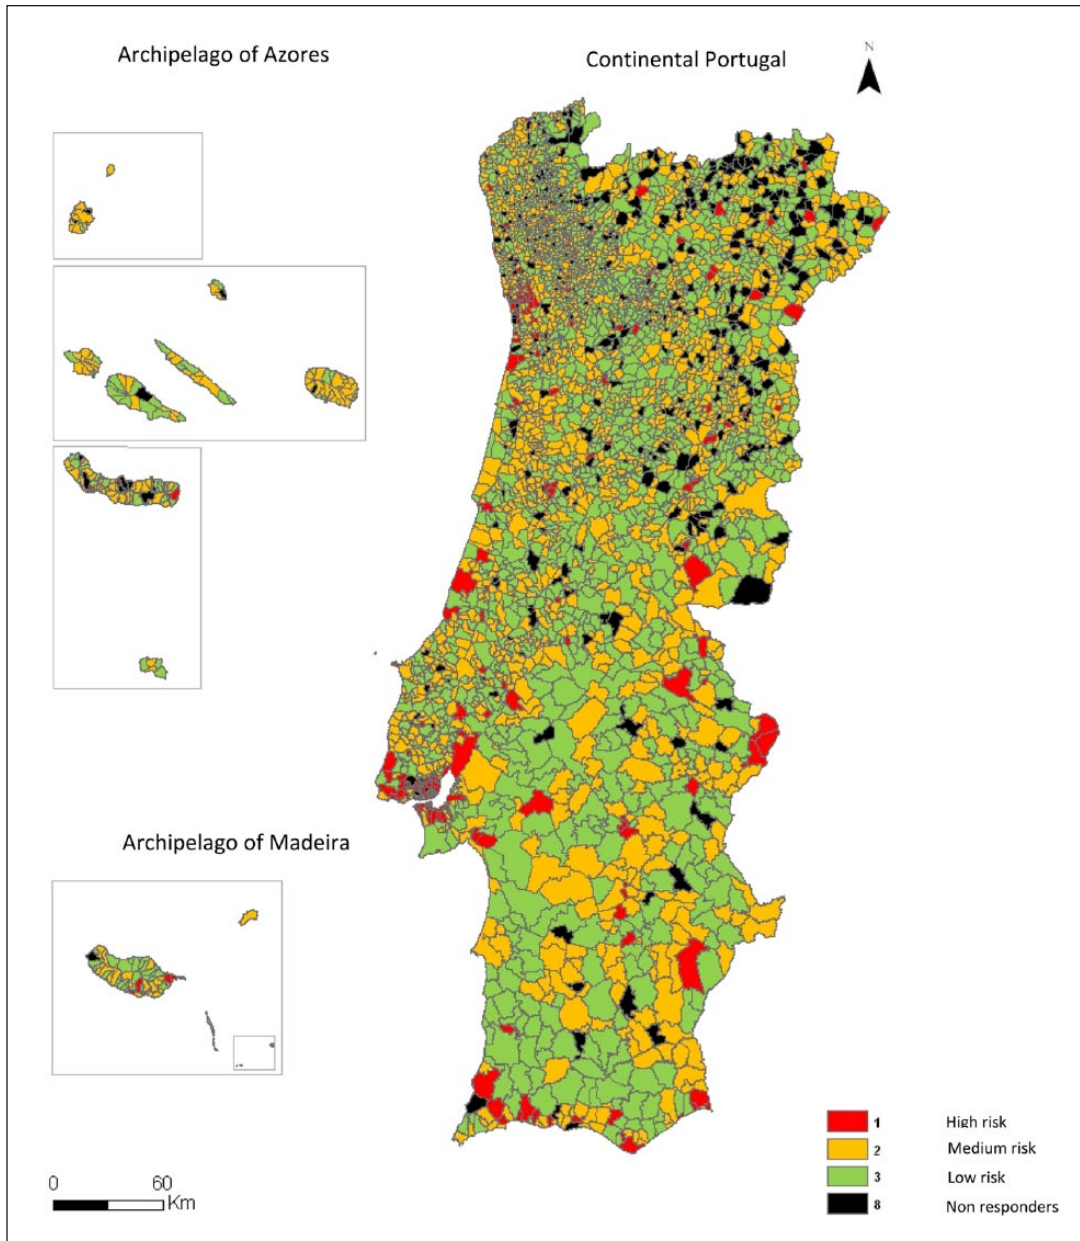 Archipelago of Azores
Continental Portugal
N
Archipelago of Madeira
1 High risk
2 Medium risk
3 Low risk
8 Non responders
0 60
Km